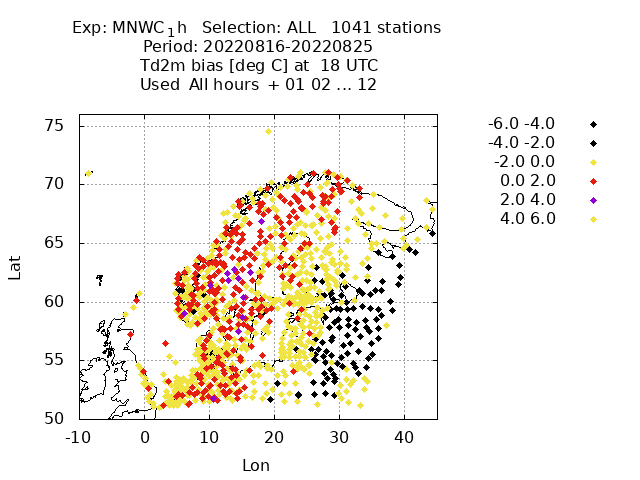 Exp: MNWC_1h Selection: ALL 1041 stations
Period: 20220816-20220825
Td2m bias [deg C] at 18 UTC
Used All hours + 01 02 ... 12
-6.0 -4.0
-4.0 -2.0
-2.0 0.0
0.0 2.0
2.0 4.0
4.0 6.0
75
70
65
60
55
50
Lat
-10 0 10 20 30 40
Lon